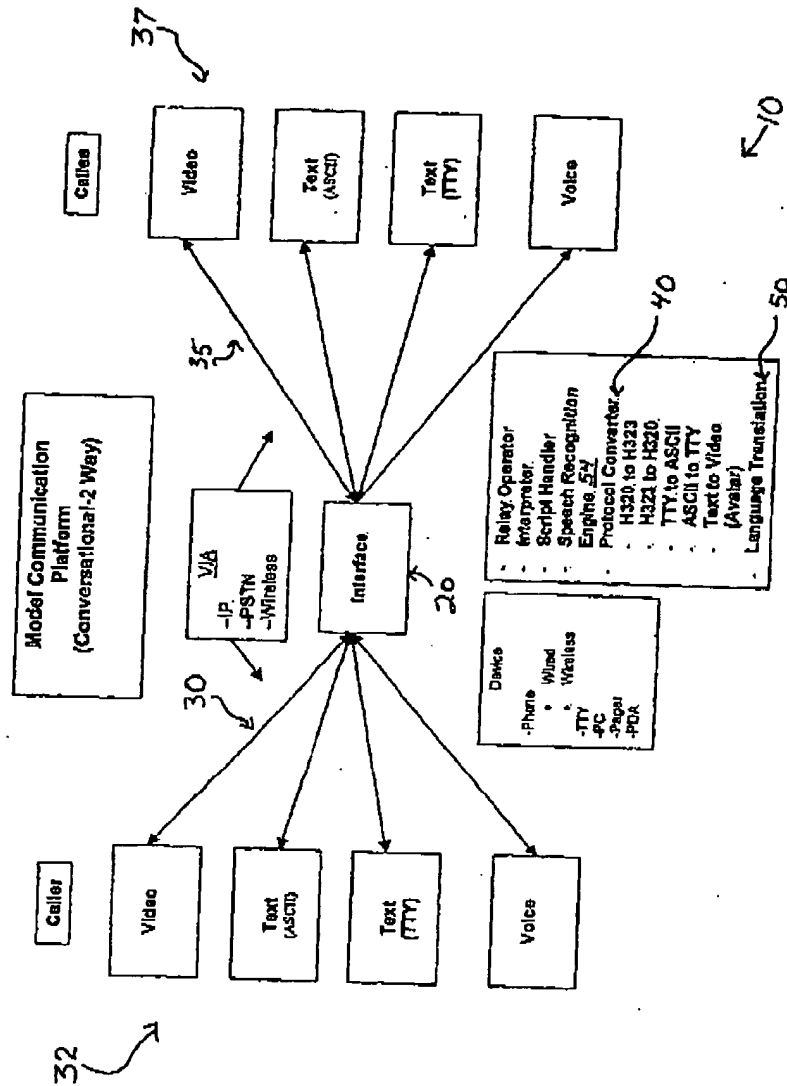 Model Communication
Platform
(Conversational-2 Way)
32
Caller
Video
Text
(ASCII)
Text
(TTY)
Voice
30
VIA
-IP.
-PSTN
-Wireless
Interface
20
35
37
Callee
Video
Text
(ASCII)
Text
(TTY)
Voice
Device
-Phone
• Wired
• Wireless
-TTY
-PC
-Pager
-PDA
- Relay Operator
- Interpreter.
- Script Handler
- Speech Recognition
Engine 54
- Protocol Converter
- H320 to H323
- H323 to H320.
- TTY to ASCII
- ASCII to TTY
- Text to Video
(Avatar)
- Language Translation
40
50
10